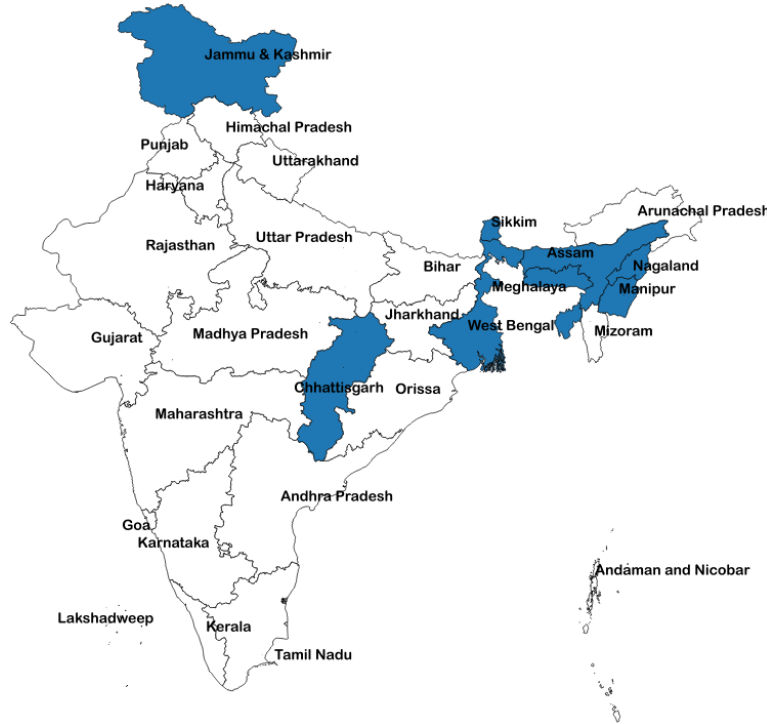 Jammu & Kashmir
Himachal Pradesh
Punjab
Uttarakhand
Haryana
Arunachal Pradesh
Sikkim
Uttar Pradesh
Rajasthan
Assam
Bihar
Nagaland
Meghalaya
Manipur
Jharkhand
West Bengal
Mizoram
Madhya Pradesh
Gujarat
Chhattisgarh
Orissa
Maharashtra
Andhra Pradesh
Goa
Karnataka
Andaman and Nicobar
Lakshadweep
Kerala
Tamil Nadu